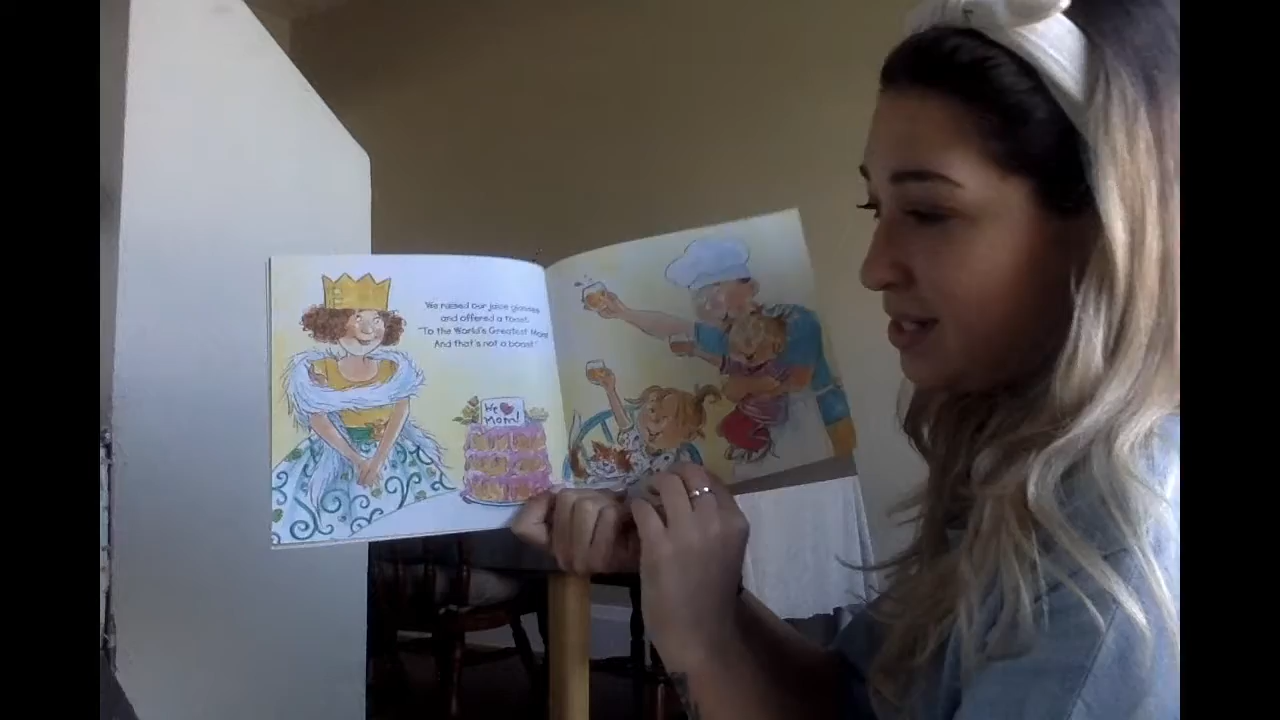 We raised our juice glasses
and offered a toast.
"To the World's Greatest Mom!
And that's not a boast."
We
Mom!